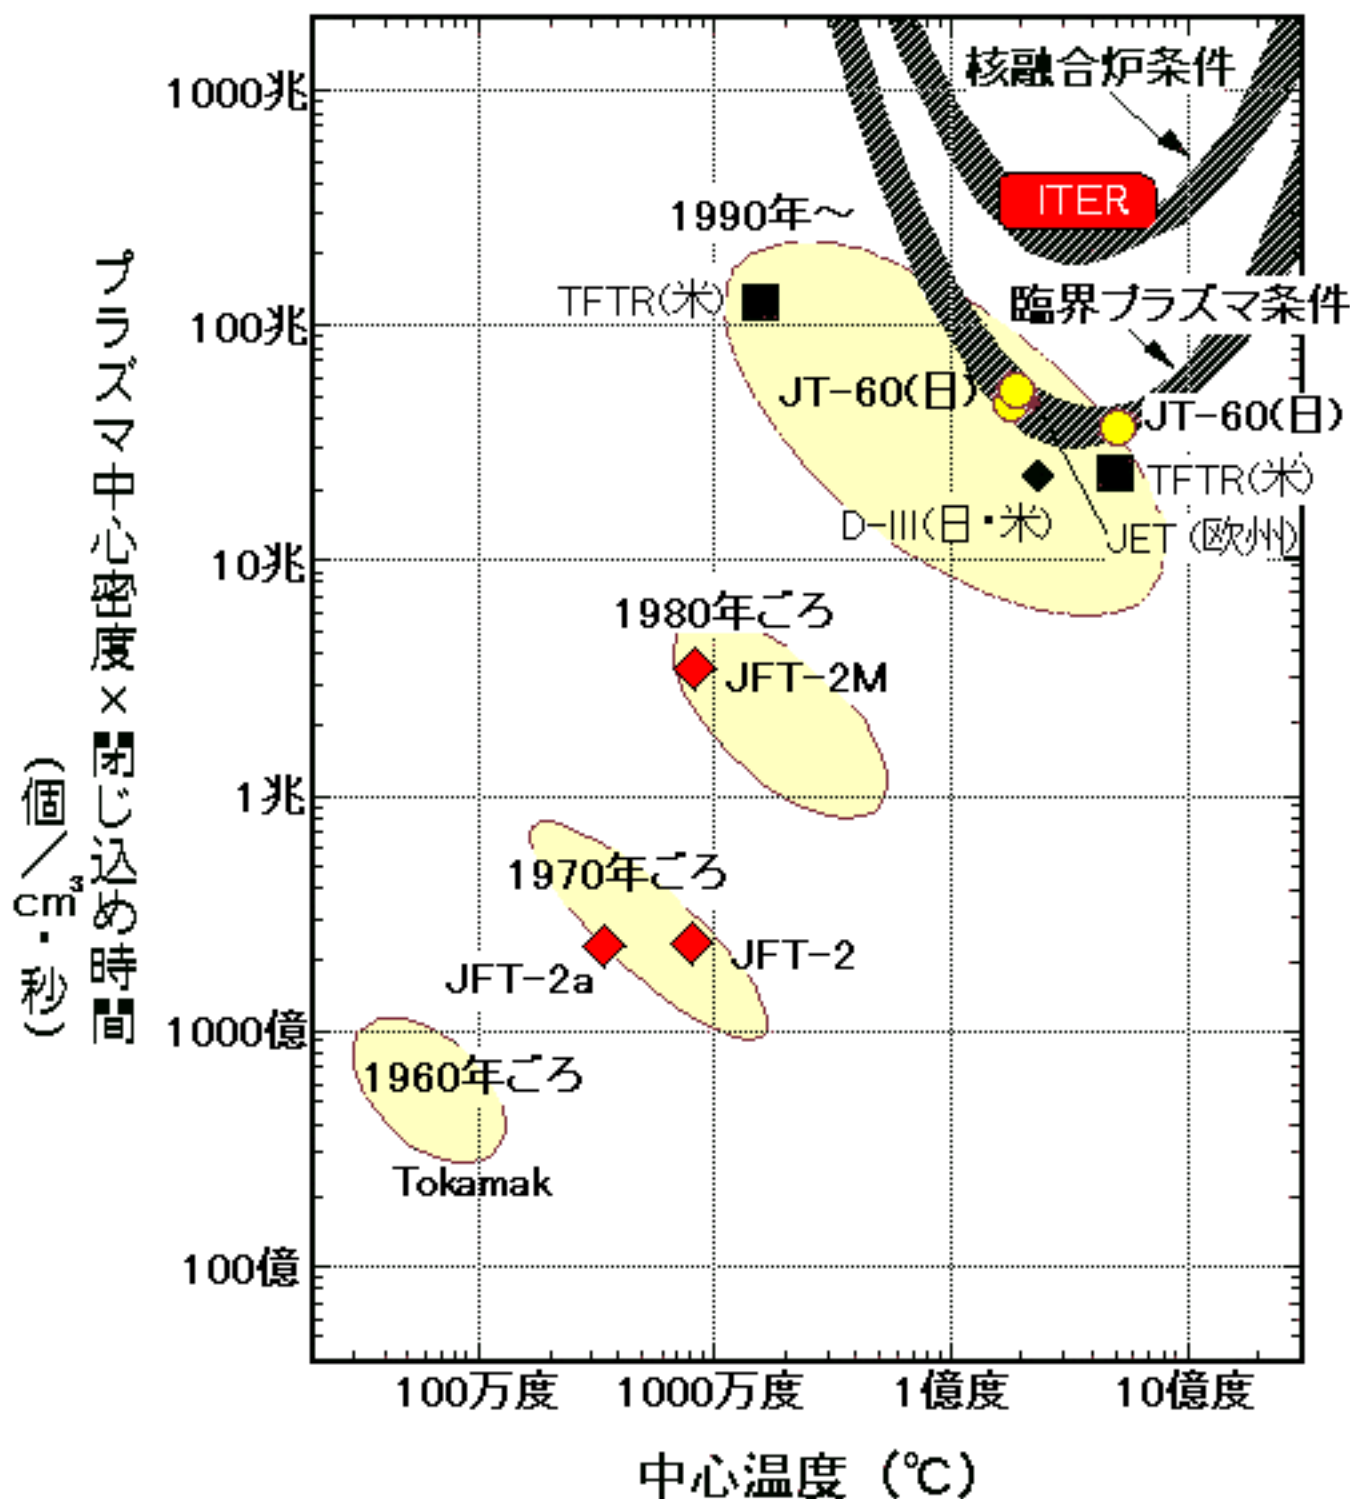 核融合炉条件
1000兆
ITER
1990年～
TFTR(米)
臨界プラズマ条件
100兆
JT-60(日)
JT-60(日)
TFTR(米)
D-III(日・米)
JET(欧州)
10兆
1980年ごろ
JFT-2M
1兆
1970年ごろ
JFT-2a
JFT-2
1000億
1960年ごろ
Tokamak
100億
プラズマ中心密度×閉じ込め時間
(個／cm³・秒)
100万度 1000万度 1億度 10億度
中心温度 (℃)